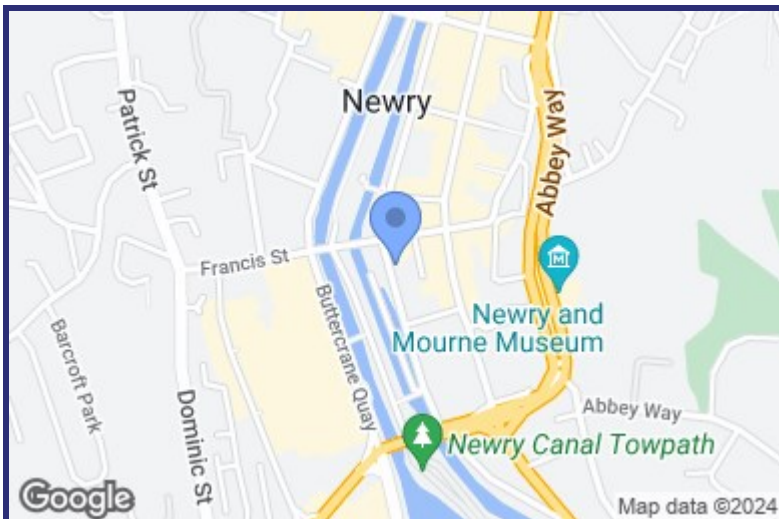 Newry
Patrick St
Abbey Way
Francis St
Newry and
Mourne Museum
Buttercrane Quay
Barcroft Park
Dominic St
Abbey Way
Newry Canal Towpath
Google
Map data ©2024